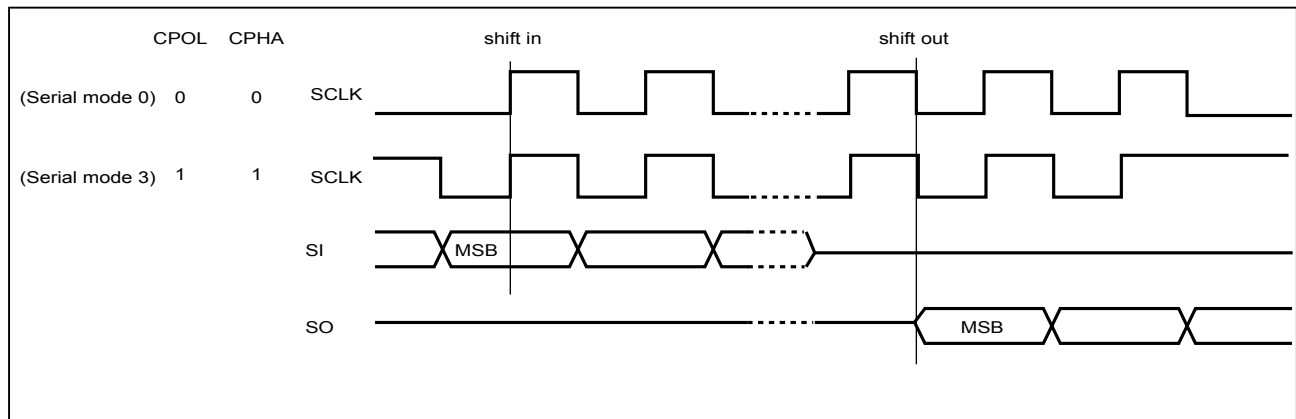 CPOL CPHA shift in shift out
(Serial mode 0) 0 0 SCLK
(Serial mode 3) 1 1 SCLK
SI MSB
SO MSB